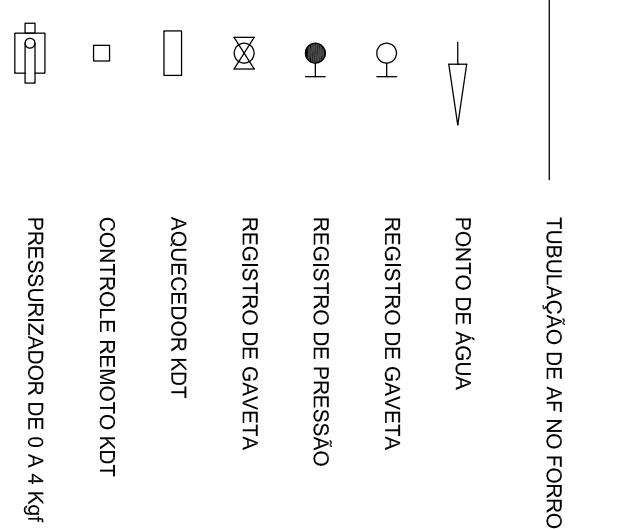 TUBULAÇÃO DE AF NO FORRO
PONTO DE ÁGUA
REGISTRO DE GAVETA
REGISTRO DE PRESSÃO
REGISTRO DE GAVETA
AQUECEDOR KDT
CONTROLE REMOTO KDT
PRESSURIZADOR DE 0 A 4 Kgf